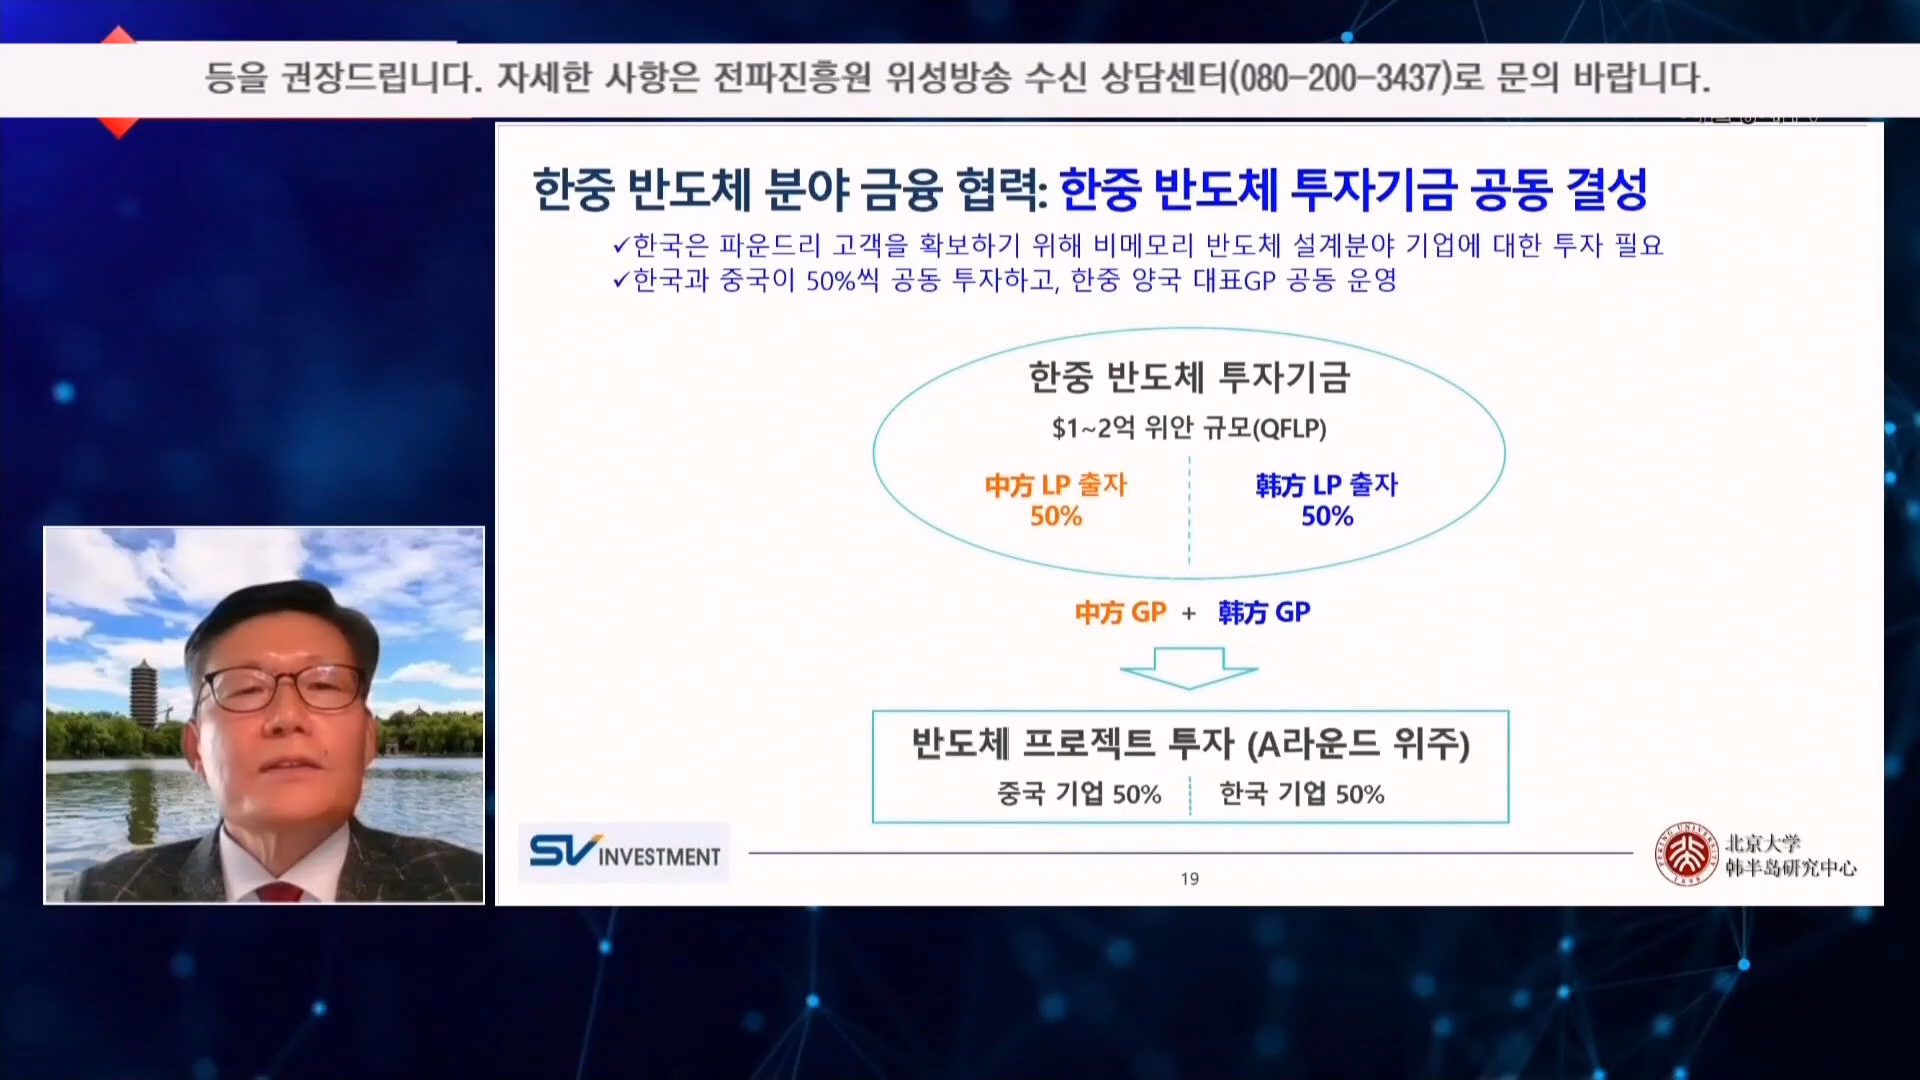 등을 권장드립니다. 자세한 사항은 전파진흥원 위성방송 수신 상담센터(080-200-3437)로 문의 바랍니다.
한중 반도체 분야 금융 협력: 한중 반도체 투자기금 공동 결성
✓한국은 파운드리 고객을 확보하기 위해 비메모리 반도체 설계분야 기업에 대한 투자 필요
✓한국과 중국이 50%씩 공동 투자하고, 한중 양국 대표GP 공동 운영
한중 반도체 투자기금
$1~2억 위안 규모(QFLP)
中方 LP 출자
50%
韩方 LP 출자
50%
中方 GP + 韩方 GP
반도체 프로젝트 투자 (A라운드 위주)
중국 기업 50%
한국 기업 50%
SV INVESTMENT
19
PEKING UNIVERSITY
1898
北京大学
韩半岛研究中心